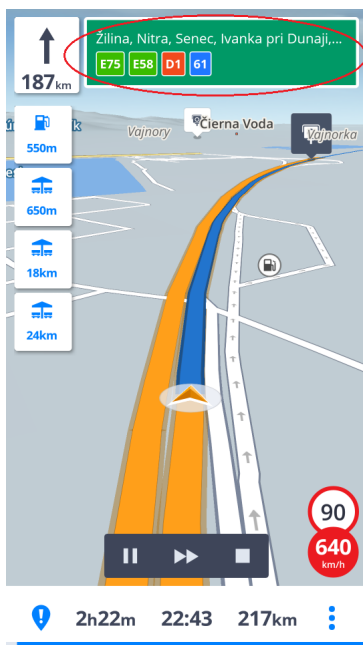 Žilina, Nitra, Senec, Ivanka pri Dunaji,...
E75 E58 D1 61
187km
550m
650m
18km
24km
k
Vajnory
Čierna Voda
Vajnorka
90
640
km/h
2h22m 22:43 217km